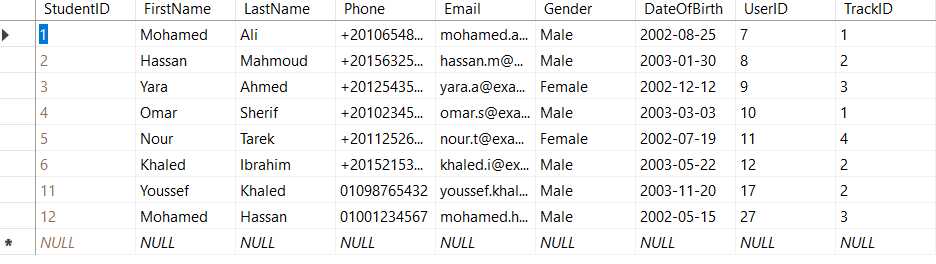 StudentID FirstName LastName Phone Email Gender DateOfBirth UserID TrackID
1 Mohamed Ali +20106548... mohamed.a... Male 2002-08-25 7 1
2 Hassan Mahmoud +20156325... hassan.m@... Male 2003-01-30 8 2
3 Yara Ahmed +20125435... yara.a@exa... Female 2002-12-12 9 3
4 Omar Sherif +20102345... omar.s@exa... Male 2003-03-03 10 1
5 Nour Tarek +20112526... nour.t@exa... Female 2002-07-19 11 4
6 Khaled Ibrahim +20152153... khaled.i@ex... Male 2003-05-22 12 2
11 Youssef Khaled 01098765432 youssef.khal... Male 2003-11-20 17 2
12 Mohamed Hassan 01001234567 mohamed.h... Male 2002-05-15 27 3
* NULL NULL NULL NULL NULL NULL NULL NULL NULL